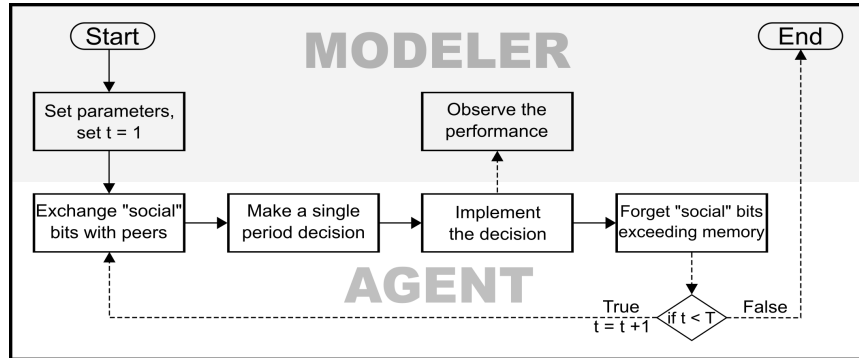 Start
MODELER
End
Set parameters,
set t = 1
Observe the
performance
Exchange "social"
bits with peers
Make a single
period decision
Implement
the decision
Forget "social" bits
exceeding memory
AGENT
True
t = t +1
if t < T
False